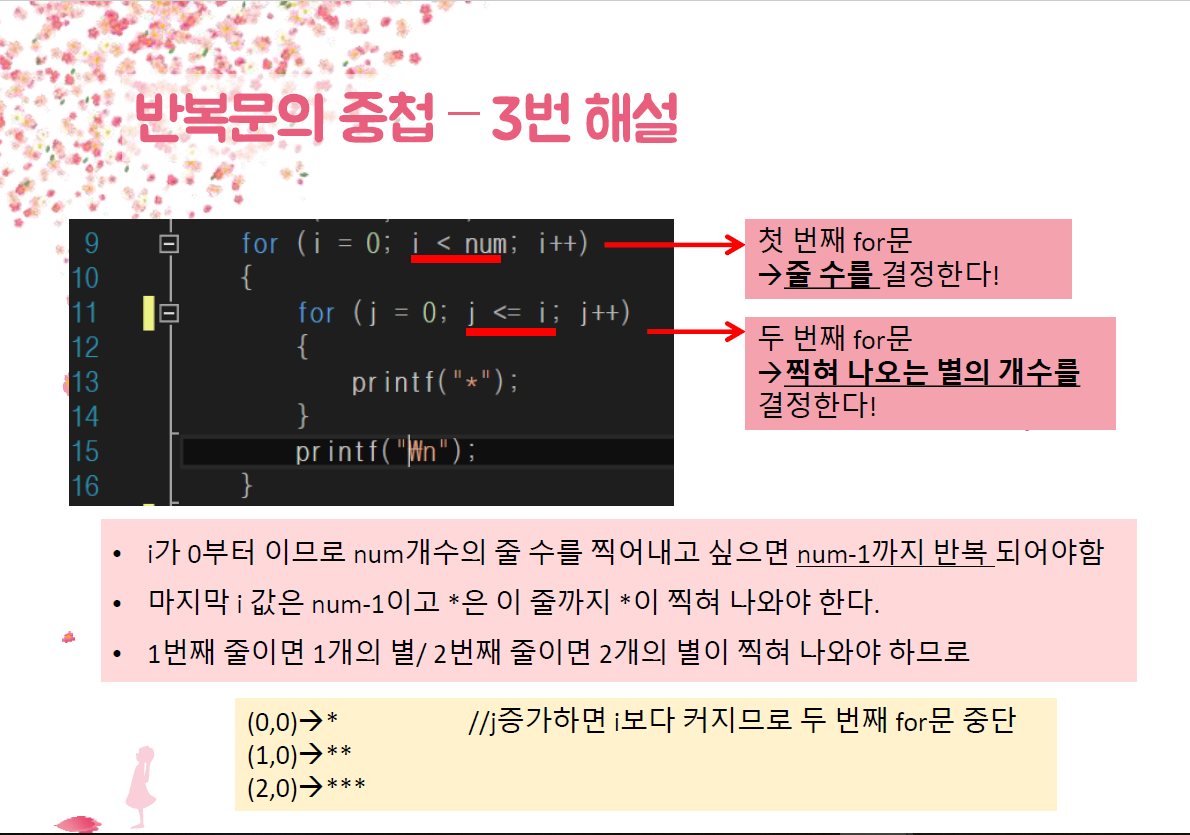 반복문의 중첩 – 3번 해설
9 for (i = 0; i < num; i++)
10 {
11 for (j = 0; j <= i; j++)
12 {
13 printf("*");
14 }
15 printf("₩n");
16 }
첫 번째 for문
→줄 수를 결정한다!
두 번째 for문
→찍혀 나오는 별의 개수를
결정한다!
• i가 0부터 이므로 num개수의 줄 수를 찍어내고 싶으면 num-1까지 반복 되어야함
• 마지막 i 값은 num-1이고 *은 이 줄까지 *이 찍혀 나와야 한다.
• 1번째 줄이면 1개의 별/ 2번째 줄이면 2개의 별이 찍혀 나와야 하므로
(0,0)→* //j증가하면 i보다 커지므로 두 번째 for문 중단
(1,0)→**
(2,0)→***